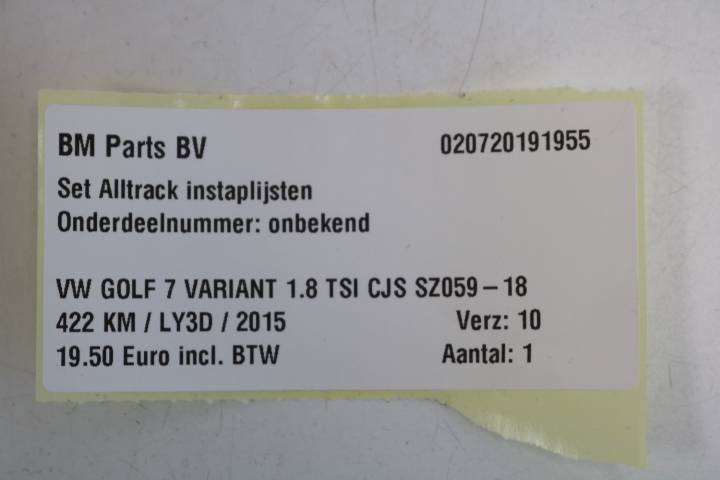 BM Parts BV 020720191955
Set Alltrack instaplijsten
Onderdeelnummer: onbekend
VW GOLF 7 VARIANT 1.8 TSI CJS SZ059-18
422 KM / LY3D / 2015 Verz: 10
19.50 Euro incl. BTW Aantal: 1